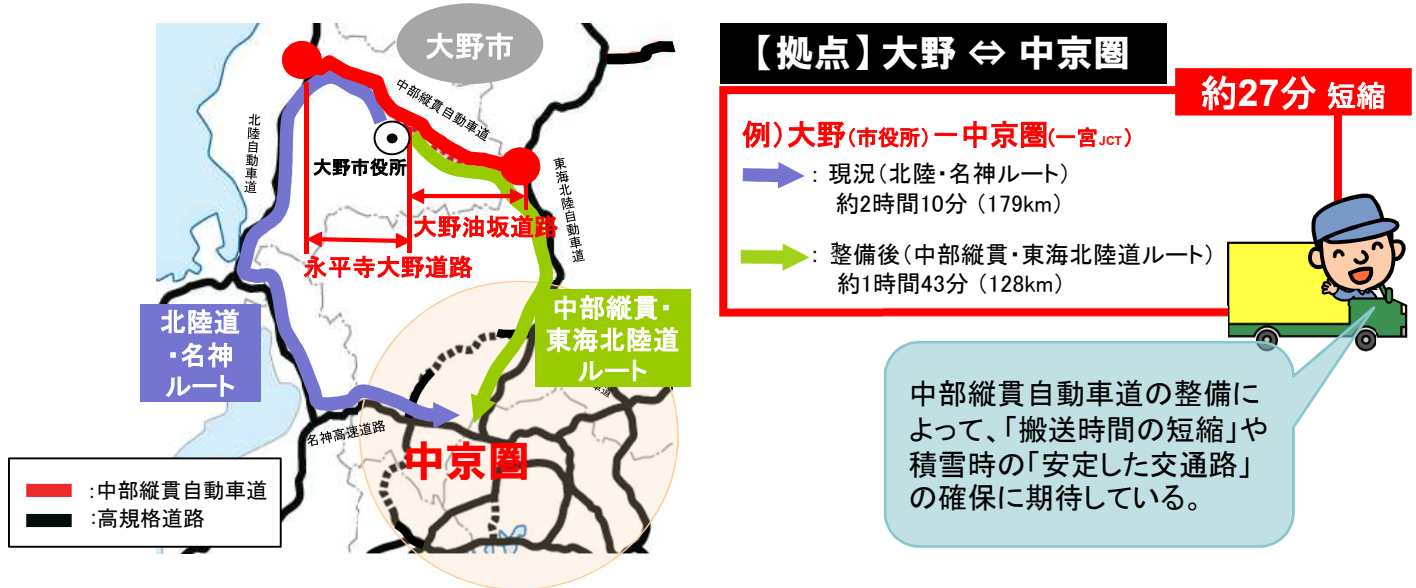 大野市
中部縦貫自動車道
北陸自動車道
大野市役所
東海北陸自動車道
大野油坂道路
永平寺大野道路
北陸道
・名神
ルート
中部縦貫・
東海北陸道
ルート
名神高速道路
中京圏
:中部縦貫自動車道
:高規格道路
【拠点】大野 ⇔ 中京圏
約27分 短縮
例)大野(市役所)ー中京圏(一宮JCT)
: 現況(北陸・名神ルート)
約2時間10分 (179km)
: 整備後(中部縦貫・東海北陸道ルート)
約1時間43分 (128km)
中部縦貫自動車道の整備に
よって、「搬送時間の短縮」や
積雪時の「安定した交通路」
の確保に期待している。